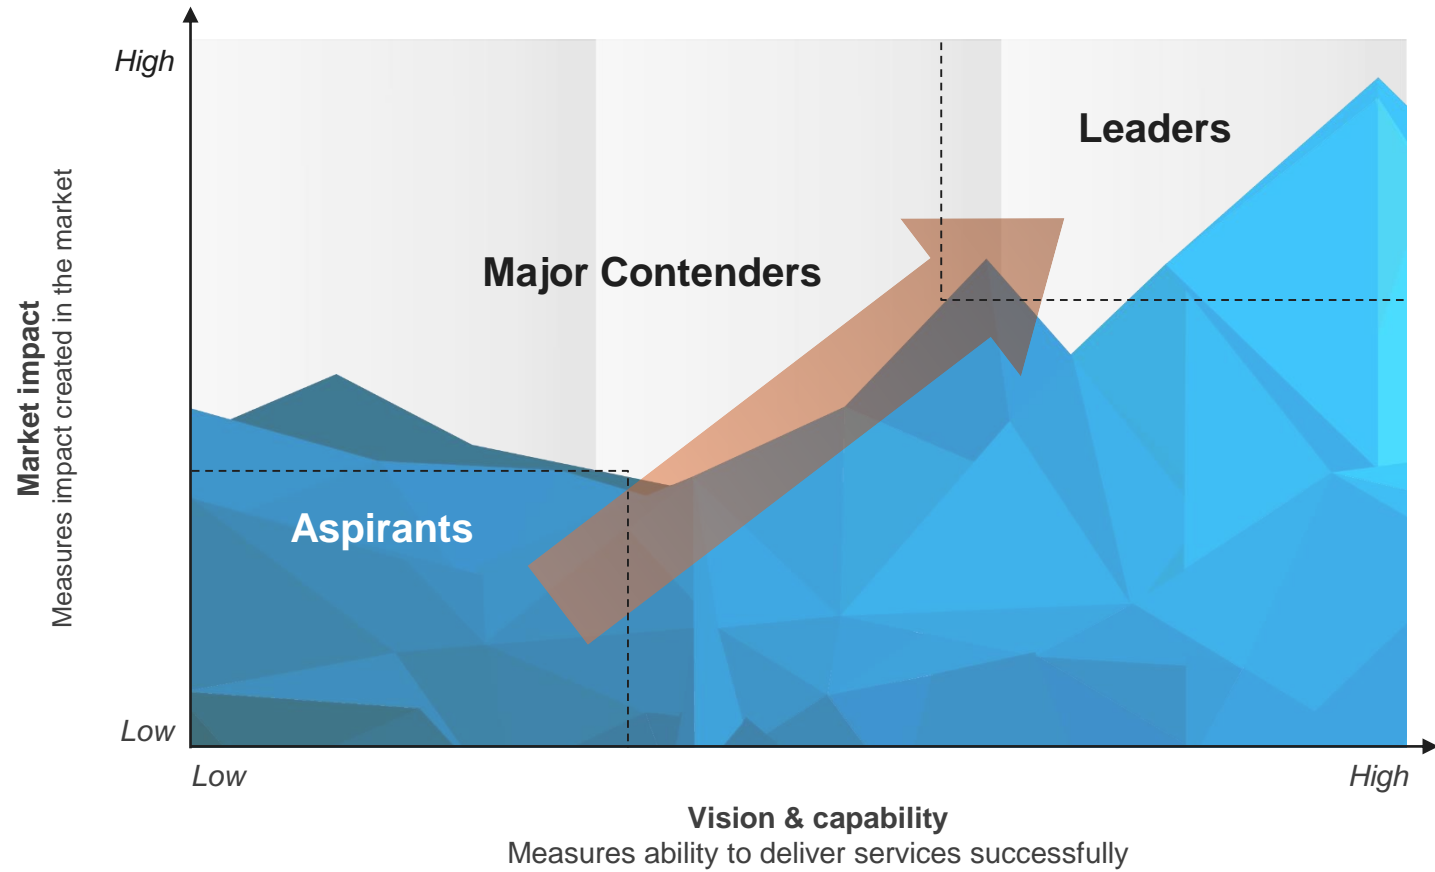 High
Leaders
Major Contenders
Market impact
Measures impact created in the market
Aspirants
Low
Low
High
Vision & capability
Measures ability to deliver services successfully